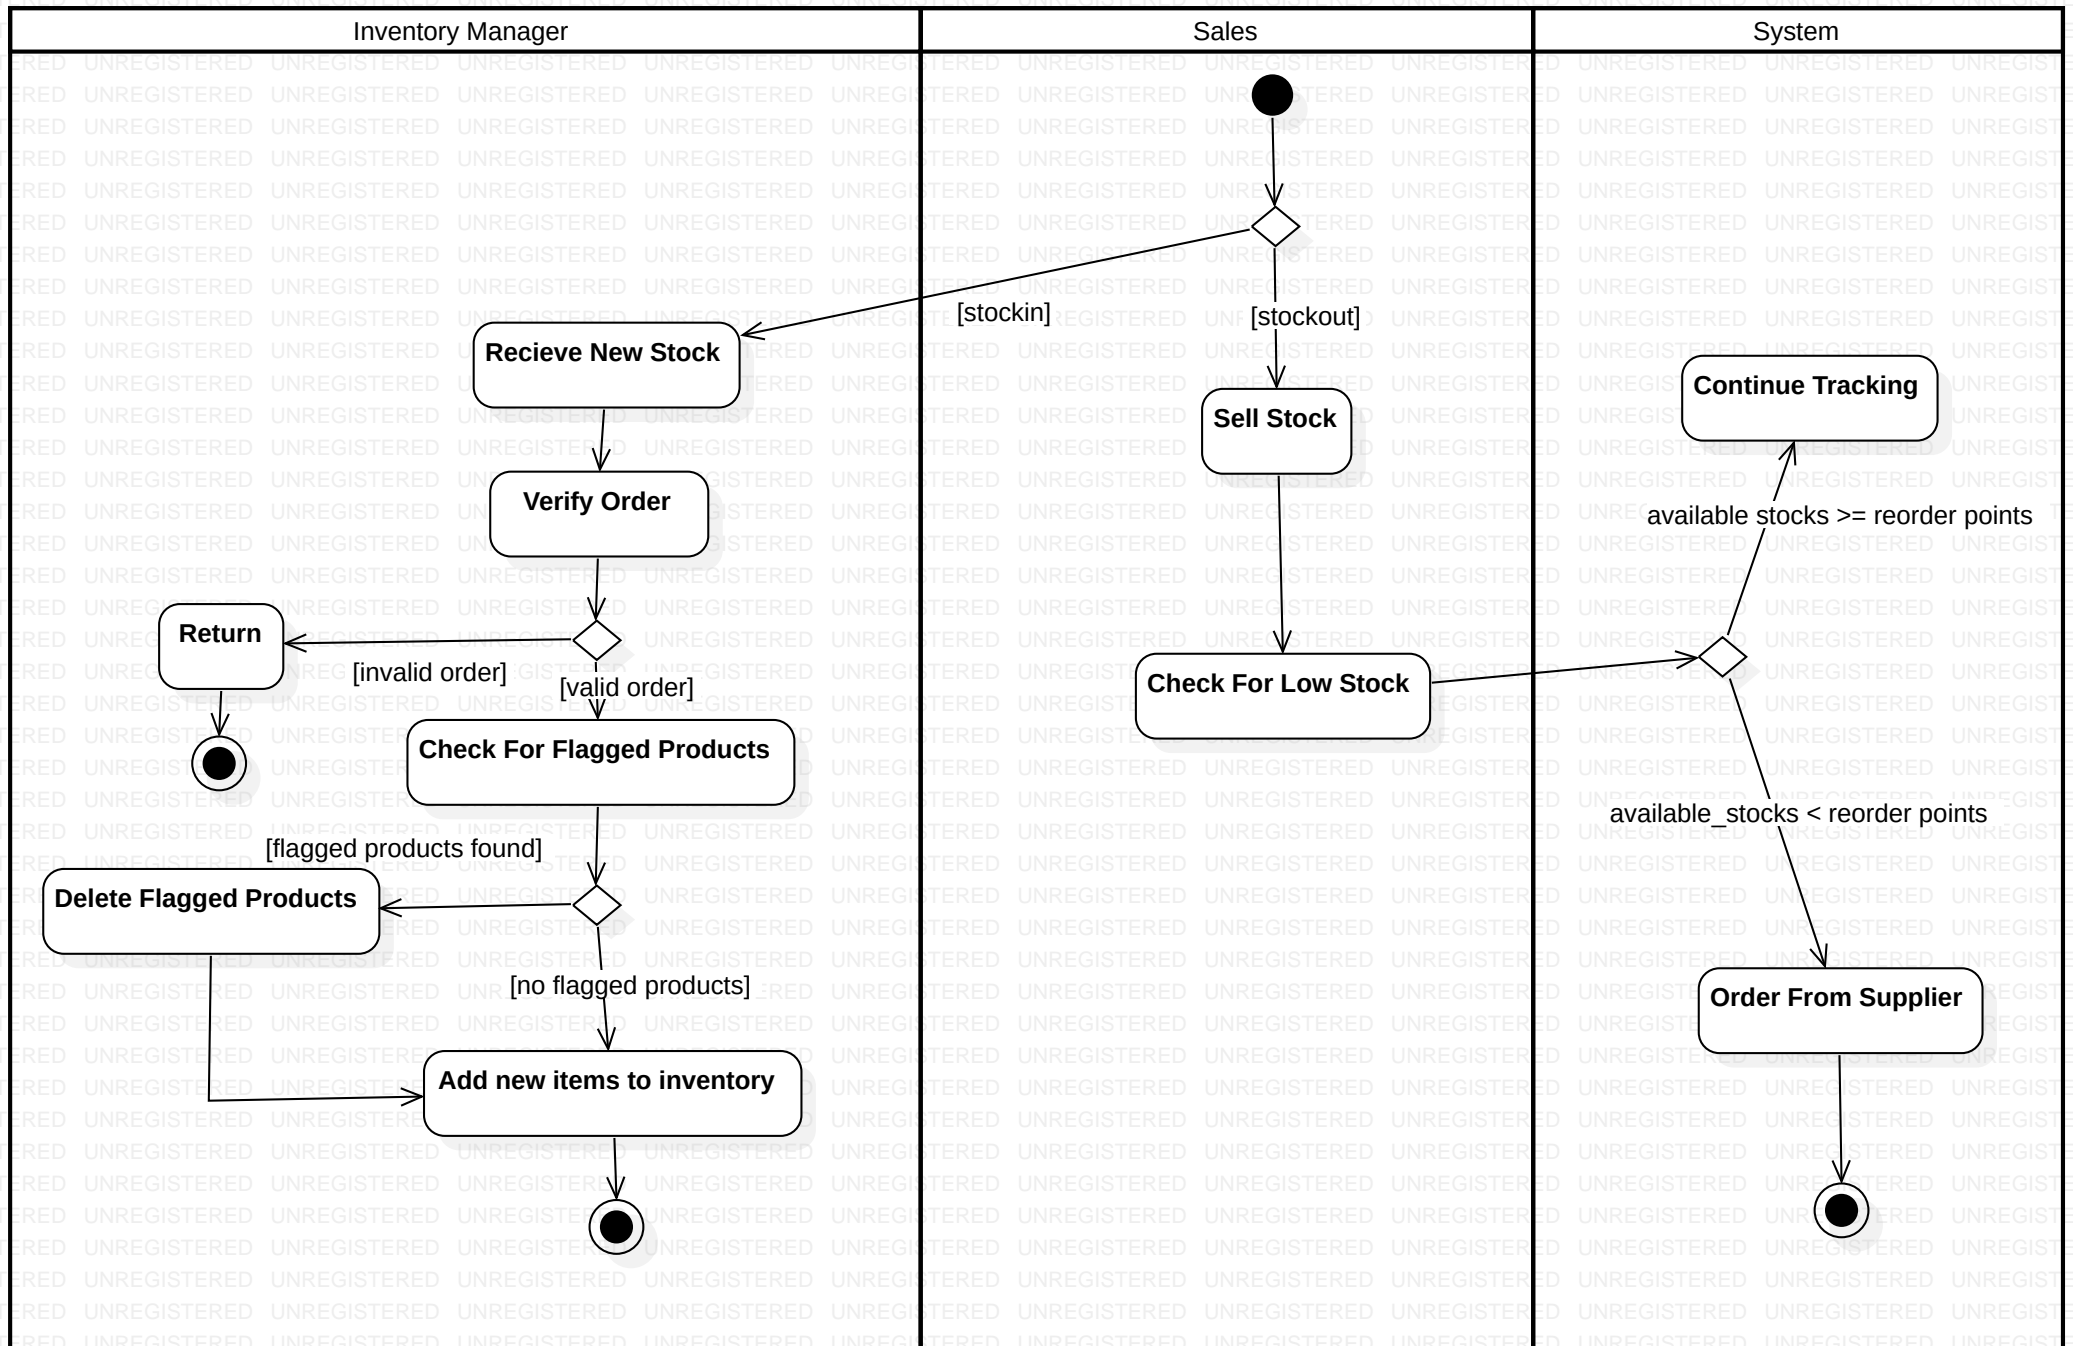 Inventory Manager
Sales
System
[stockin]
[stockout]
Recieve New Stock
Continue Tracking
Sell Stock
Verify Order
available stocks >= reorder points
Return
[invalid order]
[valid order]
Check For Low Stock
Check For Flagged Products
available_stocks < reorder points
[flagged products found]
Delete Flagged Products
[no flagged products]
Order From Supplier
Add new items to inventory
UNREGISTERED